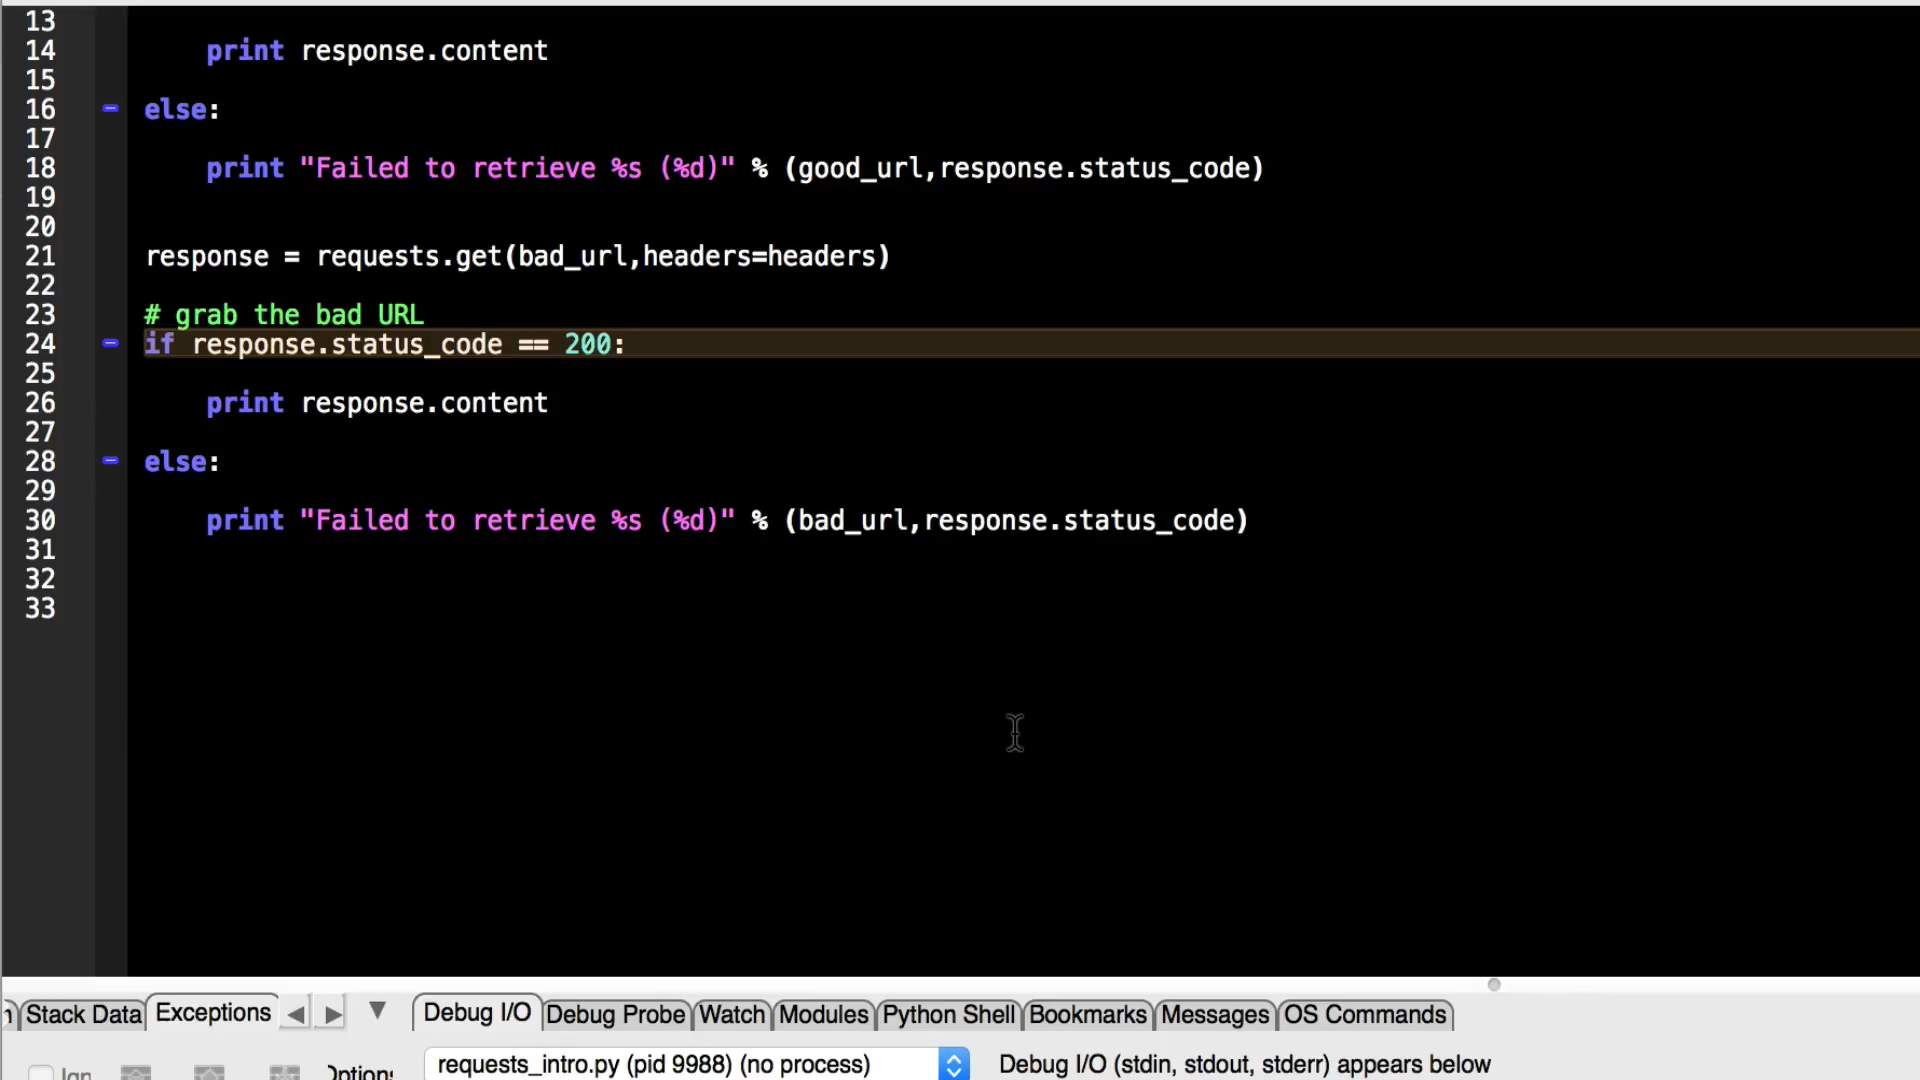 13
14 print response.content
15
16 else:
17
18 print "Failed to retrieve %s (%d)" % (good_url,response.status_code)
19
20
21 response = requests.get(bad_url,headers=headers)
22
23 # grab the bad URL
24 if response.status_code == 200:
25
26 print response.content
27
28 else:
29
30 print "Failed to retrieve %s (%d)" % (bad_url,response.status_code)
31
32
33
Stack Data Exceptions Debug I/O Debug Probe Watch Modules Python Shell Bookmarks Messages OS Commands
requests_intro.py (pid 9988) (no process) Debug I/O (stdin, stdout, stderr) appears below